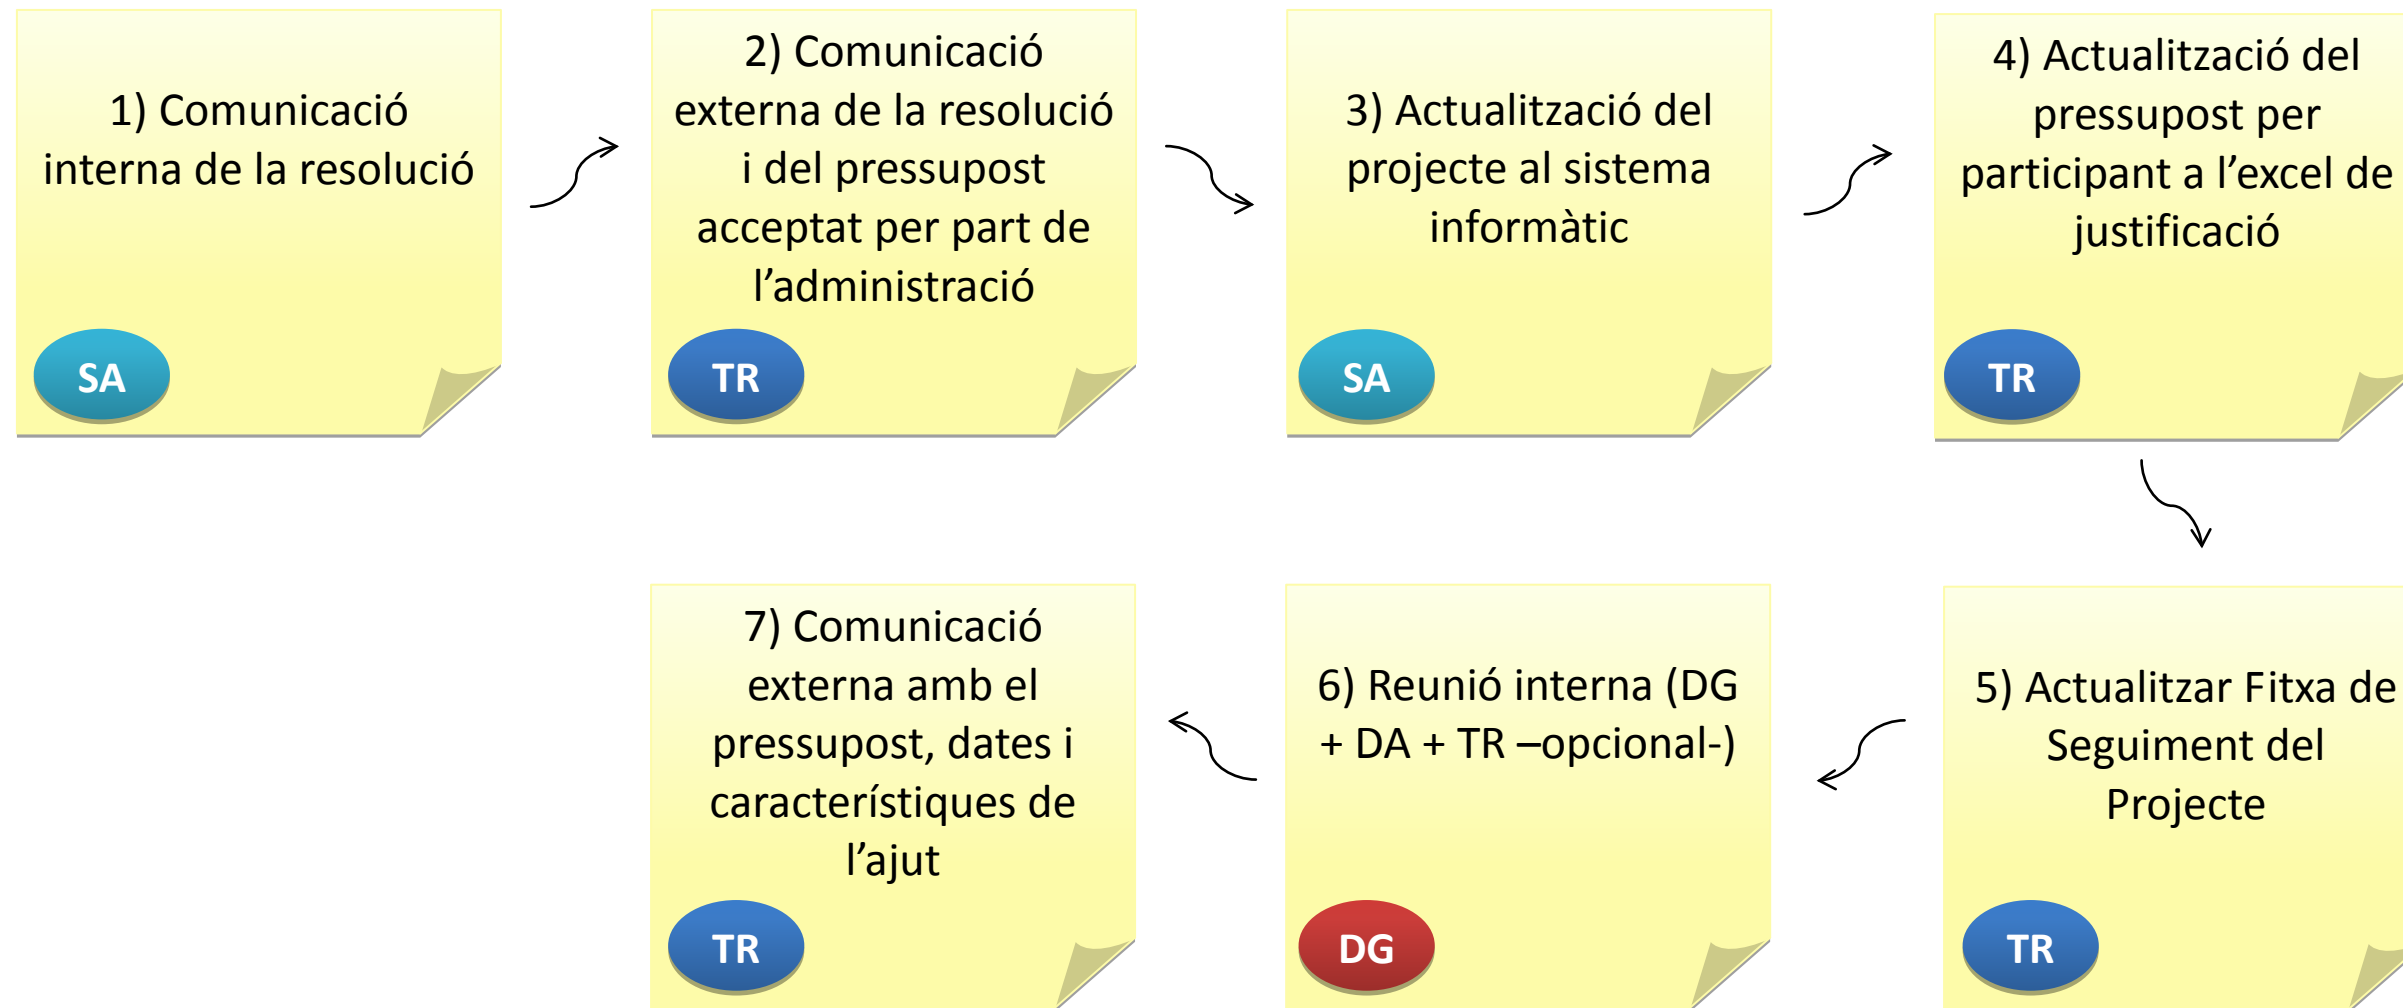 1) Comunicació
interna de la resolució
SA
2) Comunicació
externa de la resolució
i del pressupost
acceptat per part de
l’administració
TR
3) Actualització del
projecte al sistema
informàtic
SA
4) Actualització del
pressupost per
participant a l’excel de
justificació
TR
5) Actualitzar Fitxa de
Seguiment del
Projecte
TR
6) Reunió interna (DG
+ DA + TR –opcional-)
DG
7) Comunicació
externa amb el
pressupost, dates i
característiques de
l’ajut
TR